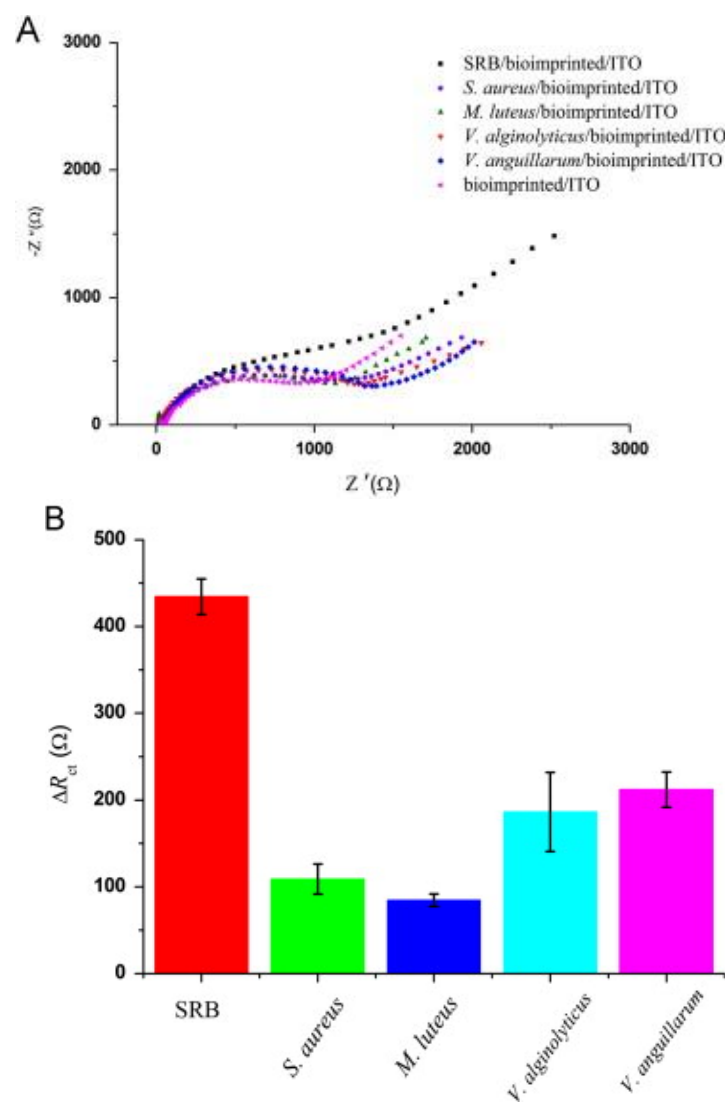 A
3000
2000
1000
0
-Z"(Ω)
SRB/bioimprinted/ITO
S. aureus/bioimprinted/ITO
M. luteus/bioimprinted/ITO
V. alginolyticus/bioimprinted/ITO
V. anguillarum/bioimprinted/ITO
bioimprinted/ITO
0 1000 2000 3000
Z '(Ω)
B
500
400
300
200
100
0
ΔRct (Ω)
SRB
S. aureus
M. luteus
V. alginolyticus
V. anguillarum